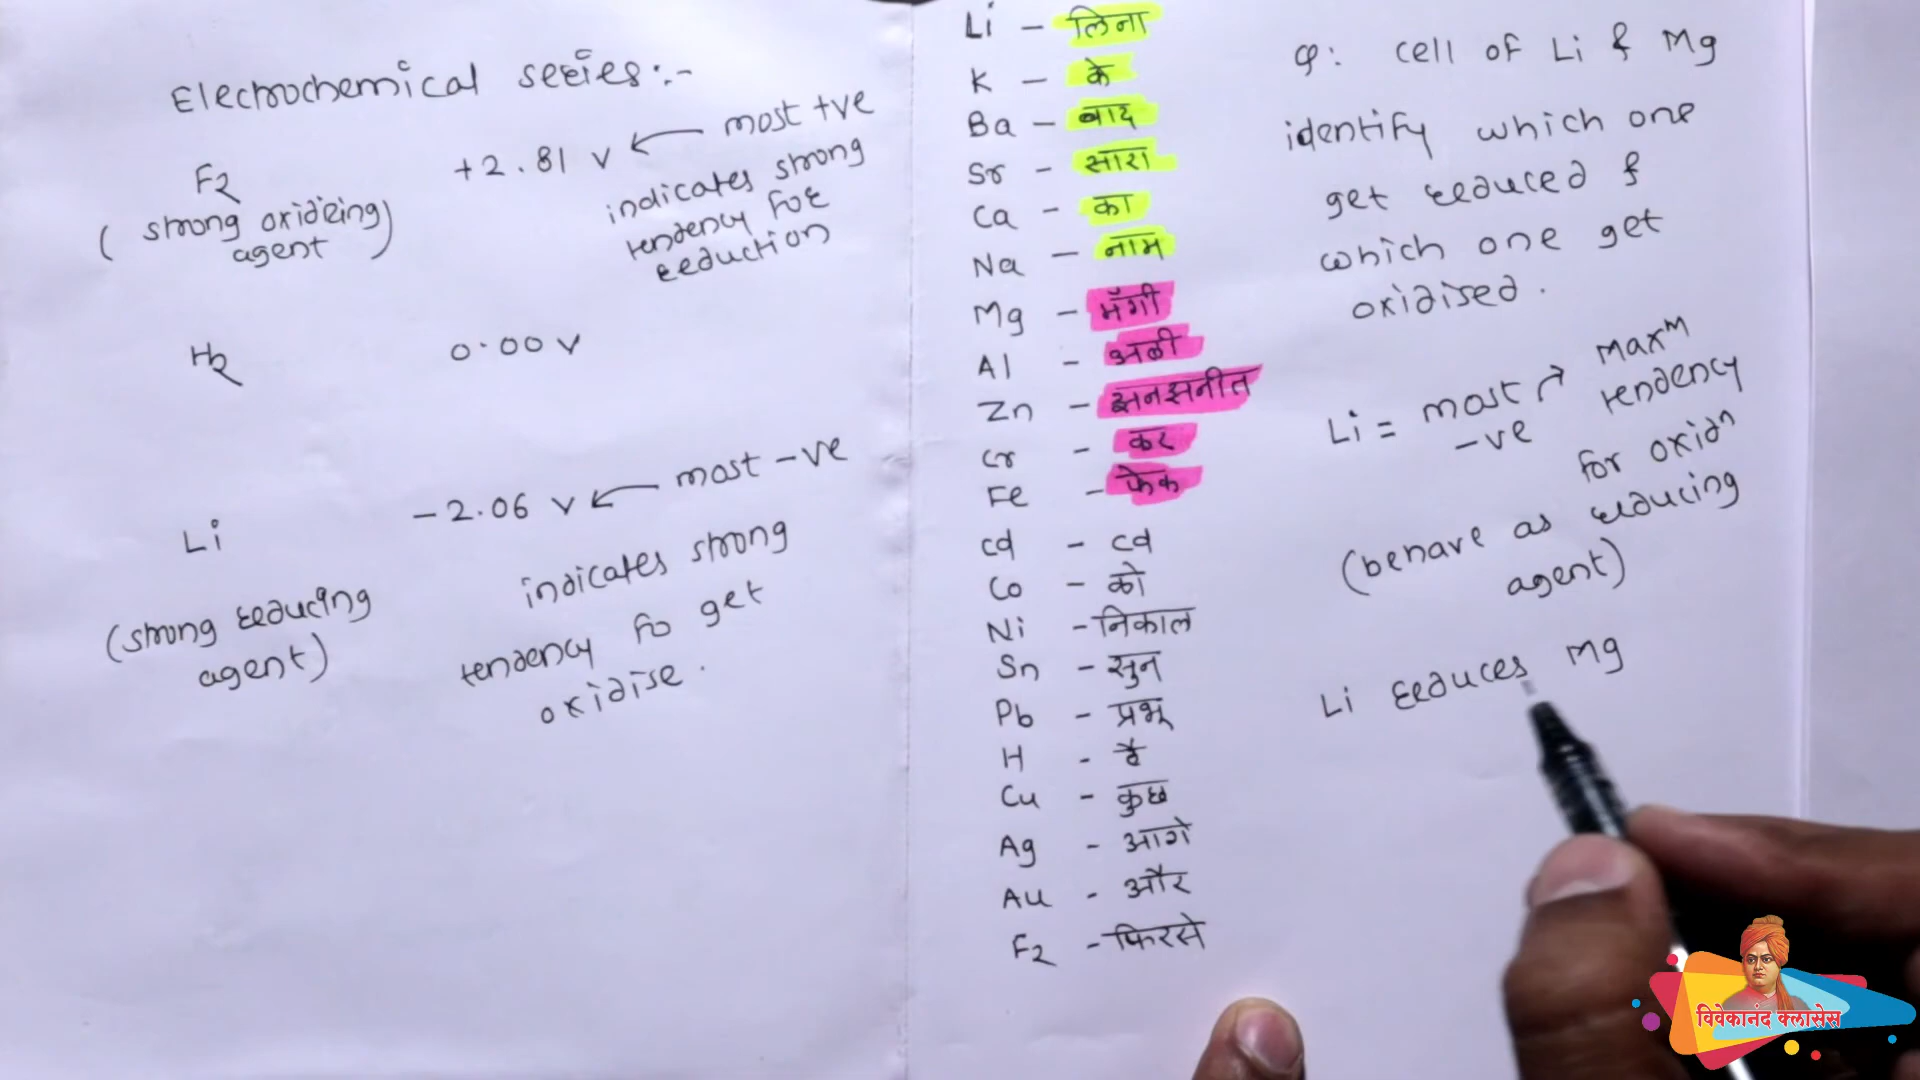 Electrochemical series:-
F2 +2.81 V ← most +ve
(strong oxidizing agent)
indicates strong
tendency for
reduction
H2 0.00 V
Li -2.06 V ← most -ve
(strong reducing
agent)
indicates strong
tendency to get
oxidise.
Li - लिना
K - के
Ba - बाद
Sr - सारा
Ca - का
Na - नाम
Mg - मॅगी
Al - अळी
Zn - झनझनीत
Cr - कर
Fe - फेक
Cd - Cd
Co - को
Ni - निकाल
Sn - सुन
Pb - प्रभू
H - है
Cu - कुछ
Ag - आगे
Au - और
F2 - फिरसे
Q: cell of Li & Mg
identify which one
get reduced &
which one get
oxidised.
Li = most -ve → Maxm
tendency
for oxidn
(behave as reducing
agent)
Li reduces Mg
विवेकानंद क्लासेस